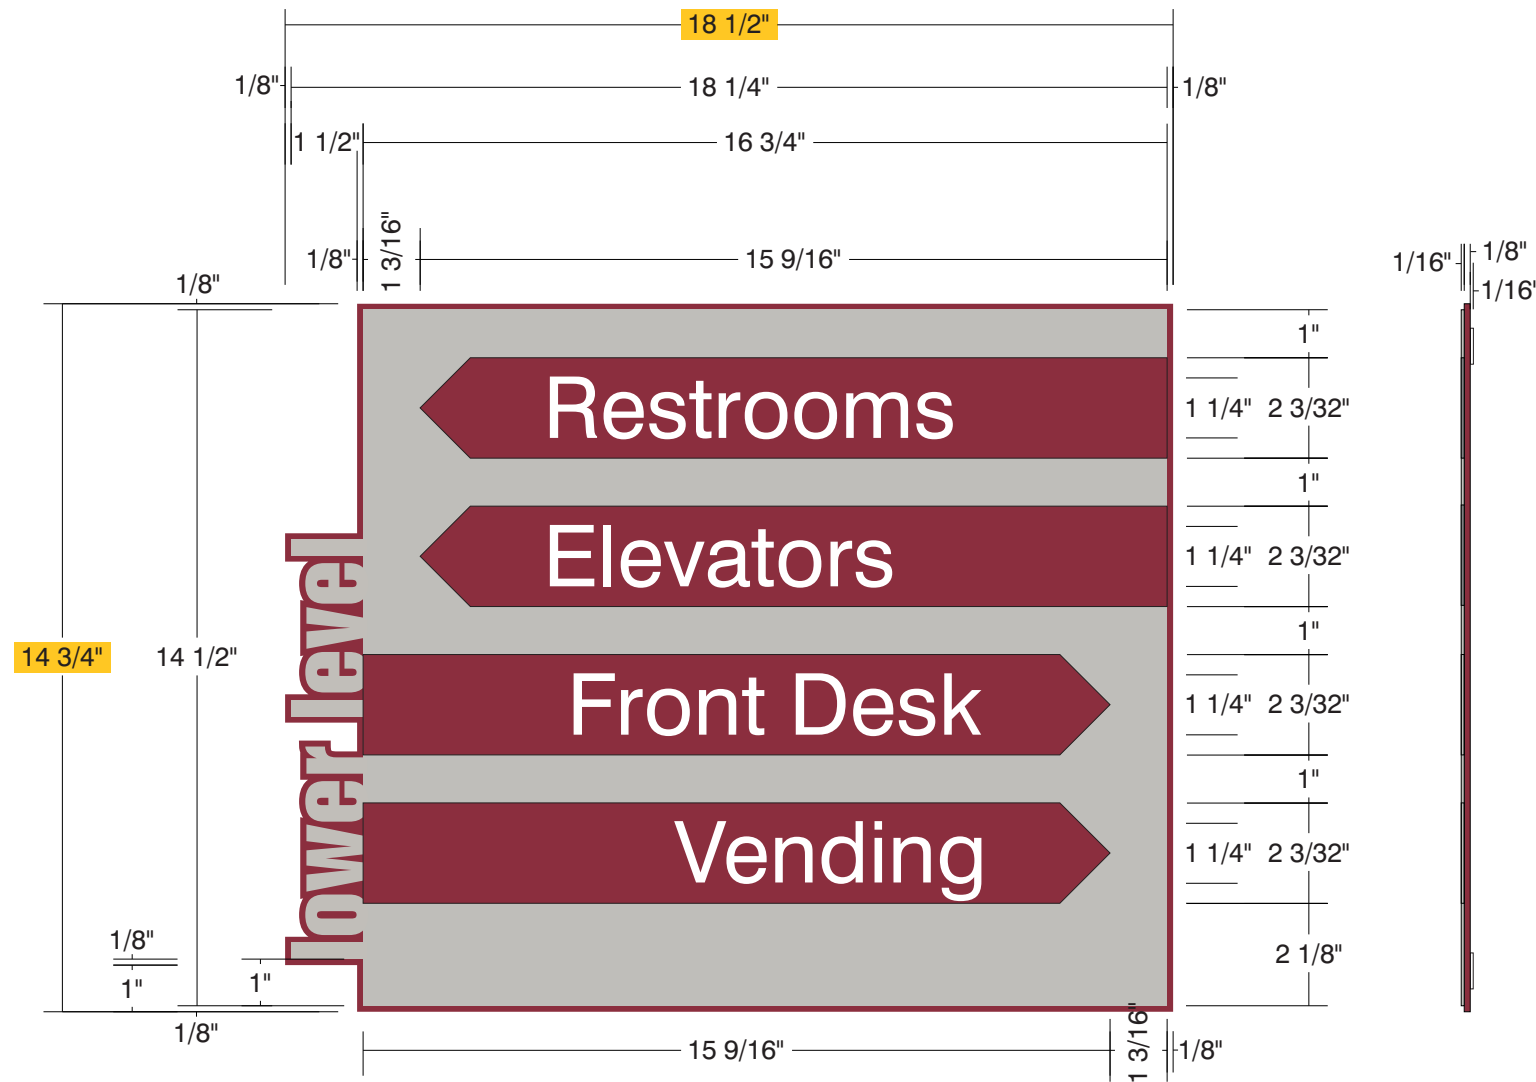 18 1/2"
1/8" 18 1/4" 1/8"
1 1/2" 16 3/4"
1/8" 1 3/16" 15 9/16"
1/16" 1/8"
1/16"
1/8"
1"
Restrooms
1 1/4" 2 3/32"
1"
Elevators
1 1/4" 2 3/32"
1"
14 3/4" 14 1/2"
lower level
Front Desk
1 1/4" 2 3/32"
1"
Vending
1 1/4" 2 3/32"
1/8"
2 1/8"
1" 1"
1/8"
15 9/16" 1 3/16" 1/8"